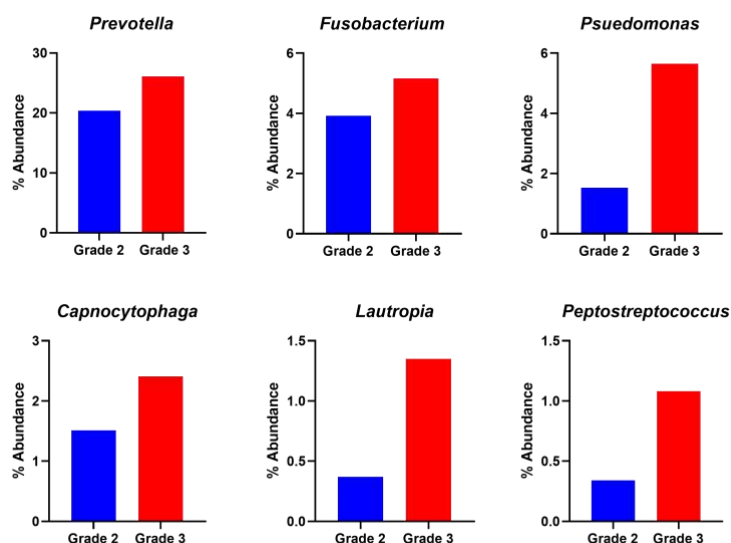 Prevotella
% Abundance
30
20
10
0
Grade 2 Grade 3
Fusobacterium
% Abundance
6
4
2
0
Grade 2 Grade 3
Psuedomonas
% Abundance
6
4
2
0
Grade 2 Grade 3
Capnocytophaga
% Abundance
3
2
1
0
Grade 2 Grade 3
Lautropia
% Abundance
1.5
1.0
0.5
0.0
Grade 2 Grade 3
Peptostreptococcus
% Abundance
1.5
1.0
0.5
0.0
Grade 2 Grade 3